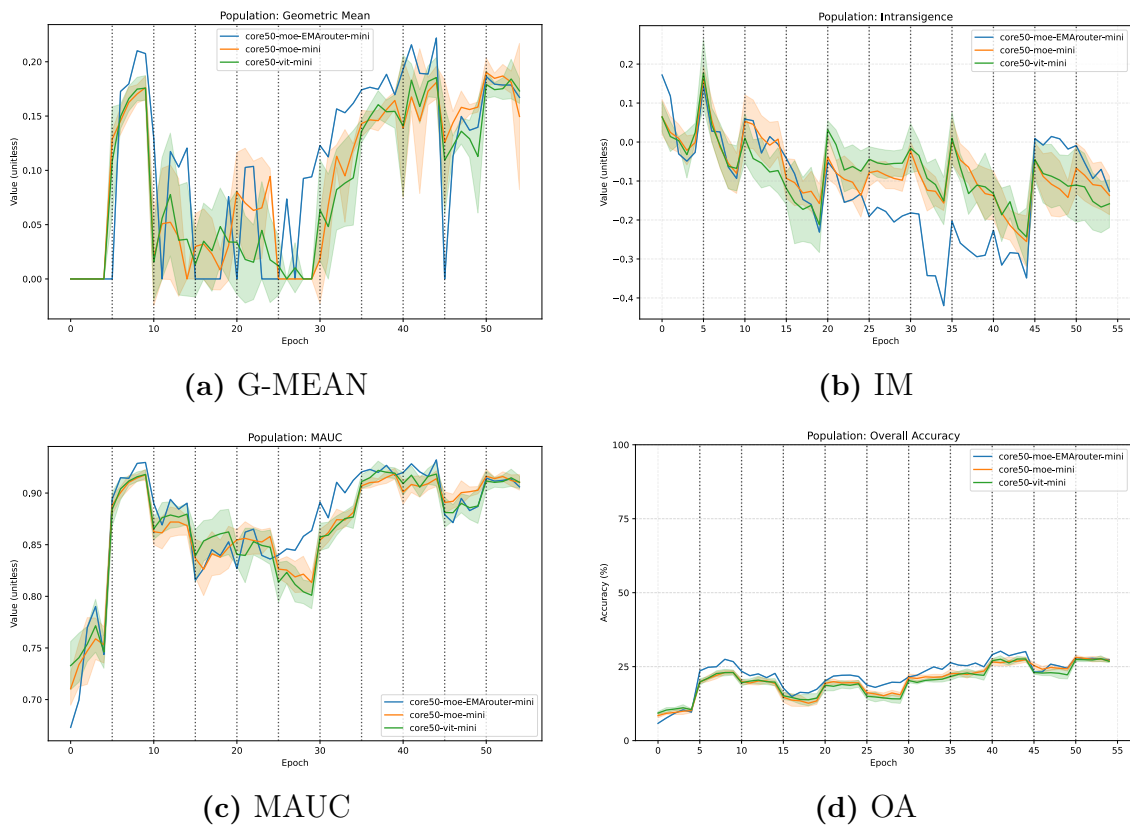 Population: Geometric Mean
core50-moe-EMArouter-mini
core50-moe-mini
core50-vit-mini
Value (unitless)
0,20
0,15
0,10
0,05
0,00
0 10 20 30 40 50
Epoch
(a) G-MEAN
Population: Intransigence
core50-moe-EMArouter-mini
core50-moe-mini
core50-vit-mini
Value (unitless)
0,2
0,1
0,0
−0,1
−0,2
−0,3
−0,4
0 5 10 15 20 25 30 35 40 45 50 55
Epoch
(b) IM
Population: MAUC
Value (unitless)
0,90
0,85
0,80
0,75
0,70
core50-moe-EMArouter-mini
core50-moe-mini
core50-vit-mini
0 10 20 30 40 50
Epoch
(c) MAUC
Population: Overall Accuracy
core50-moe-EMArouter-mini
core50-moe-mini
core50-vit-mini
Accuracy (%)
100
75
50
25
0
0 5 10 15 20 25 30 35 40 45 50 55
Epoch
(d) OA